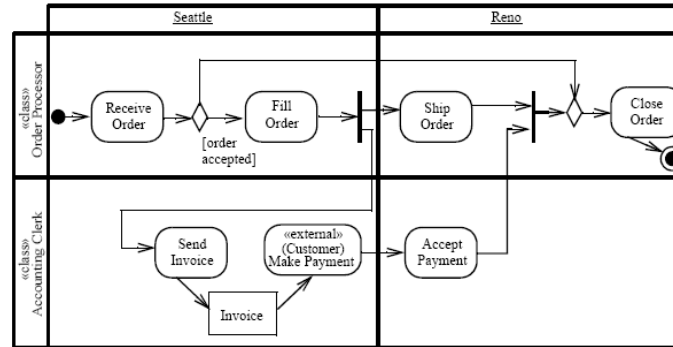 Seattle
Reno
«class»
Order Processor
Receive
Order
[order
accepted]
Fill
Order
Ship
Order
Close
Order
«class»
Accounting Clerk
Send
Invoice
Invoice
«external»
(Customer)
Make Payment
Accept
Payment